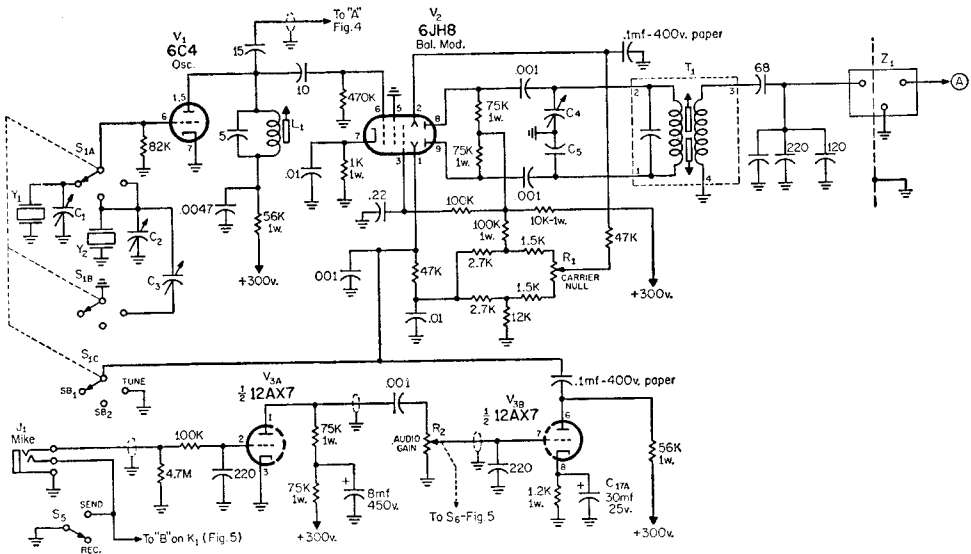 To "A"
Fig. 4
V1
6C4
Osc.
15
10
1,5
6
7
82K
5
L1
470K
.0047
56K
1w.
+300v.
S1A
Y1
C1
Y2
C2
C3
S1B
S1C
SB1
SB2
TUNE
V2
6JH8
Bal. Mod.
6
5
2
7
8
9
3
1
.01
1K
1w.
.1mf-400v. paper
75K
1w.
75K
1w.
.001
.001
C4
C5
T1
2
3
1
4
68
220
120
Z1
A
.22
100K
10K-1w.
100K
1w.
47K
+300v.
001
47K
.01
2.7K
1.5K
2.7K
1.5K
12K
R1
CARRIER
NULL
J1
Mike
4.7M
100K
220
V3A
½ 12AX7
1
2
3
75K
1w.
75K
1w.
8mf
450v.
+300v.
.001
R2
AUDIO
GAIN
To S6-Fig.5
220
V3B
½ 12AX7
6
7
8
.1mf-400v. paper
1.2K
1w.
C17A
30mf
25v.
56K
1w.
+300v.
SEND
S5
REC.
To "B" on K1 (Fig. 5)